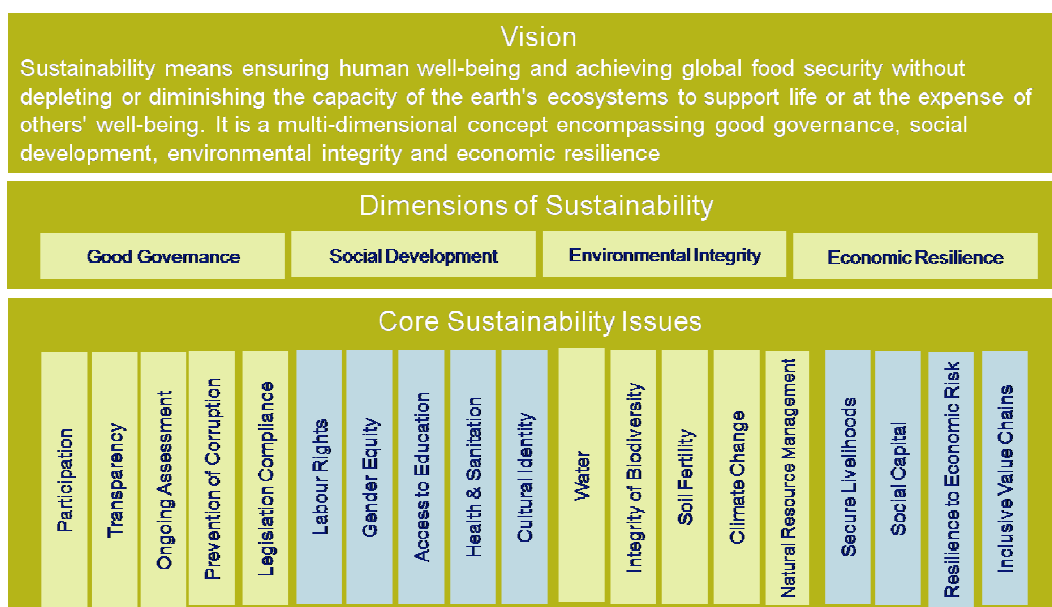 Vision
Sustainability means ensuring human well-being and achieving global food security without
depleting or diminishing the capacity of the earth's ecosystems to support life or at the expense of
others' well-being. It is a multi-dimensional concept encompassing good governance, social
development, environmental integrity and economic resilience
Dimensions of Sustainability
Good Governance
Social Development
Environmental Integrity
Economic Resilience
Core Sustainability Issues
Participation
Transparency
Ongoing Assessment
Prevention of Corruption
Legislation Compliance
Labour Rights
Gender Equity
Access to Education
Health & Sanitation
Cultural Identity
Water
Integrity of Biodiversity
Soil Fertility
Climate Change
Natural Resource Management
Secure Livelihoods
Social Capital
Resilience to Economic Risk
Inclusive Value Chains